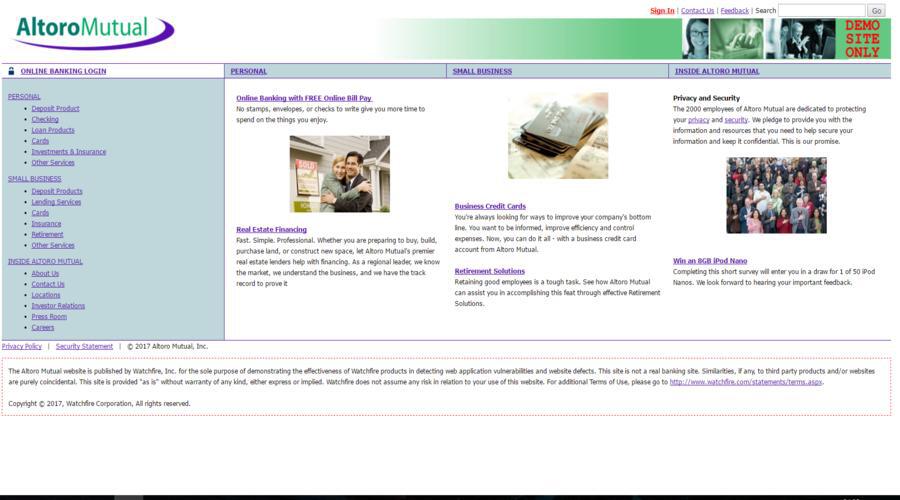 Sign In | Contact Us | Feedback | Search Go
AltoroMutual
DEMO
SITE
ONLY
ONLINE BANKING LOGIN
PERSONAL
SMALL BUSINESS
INSIDE ALTORO MUTUAL
PERSONAL
Deposit Product
Checking
Loan Products
Cards
Investments & Insurance
Other Services
SMALL BUSINESS
Deposit Products
Lending Services
Cards
Insurance
Retirement
Other Services
INSIDE ALTORO MUTUAL
About Us
Contact Us
Locations
Investor Relations
Press Room
Careers
Online Banking with FREE Online Bill Pay
No stamps, envelopes, or checks to write give you more time to
spend on the things you enjoy.
SOLD
Real Estate Financing
Fast. Simple. Professional. Whether you are preparing to buy, build,
purchase land, or construct new space, let Altoro Mutual's premier
real estate lenders help with financing. As a regional leader, we know
the market, we understand the business, and we have the track
record to prove it
Business Credit Cards
You're always looking for ways to improve your company's bottom
line. You want to be informed, improve efficiency and control
expenses. Now, you can do it all - with a business credit card
account from Altoro Mutual.
Retirement Solutions
Retaining good employees is a tough task. See how Altoro Mutual
can assist you in accomplishing this feat through effective Retirement
Solutions.
Privacy and Security
The 2000 employees of Altoro Mutual are dedicated to protecting
your privacy and security. We pledge to provide you with the
information and resources that you need to help secure your
information and keep it confidential. This is our promise.
Win an 8GB iPod Nano
Completing this short survey will enter you in a draw for 1 of 50 iPod
Nanos. We look forward to hearing your important feedback.
Privacy Policy | Security Statement | © 2017 Altoro Mutual, Inc.
The Altoro Mutual website is published by Watchfire, Inc. for the sole purpose of demonstrating the effectiveness of Watchfire products in detecting web application vulnerabilities and website defects. This site is not a real banking site. Similarities, if any, to third party products and/or websites
are purely coincidental. This site is provided "as is" without warranty of any kind, either express or implied. Watchfire does not assume any risk in relation to your use of this website. For additional Terms of Use, please go to http://www.watchfire.com/statements/terms.aspx.
Copyright © 2017, Watchfire Corporation, All rights reserved.